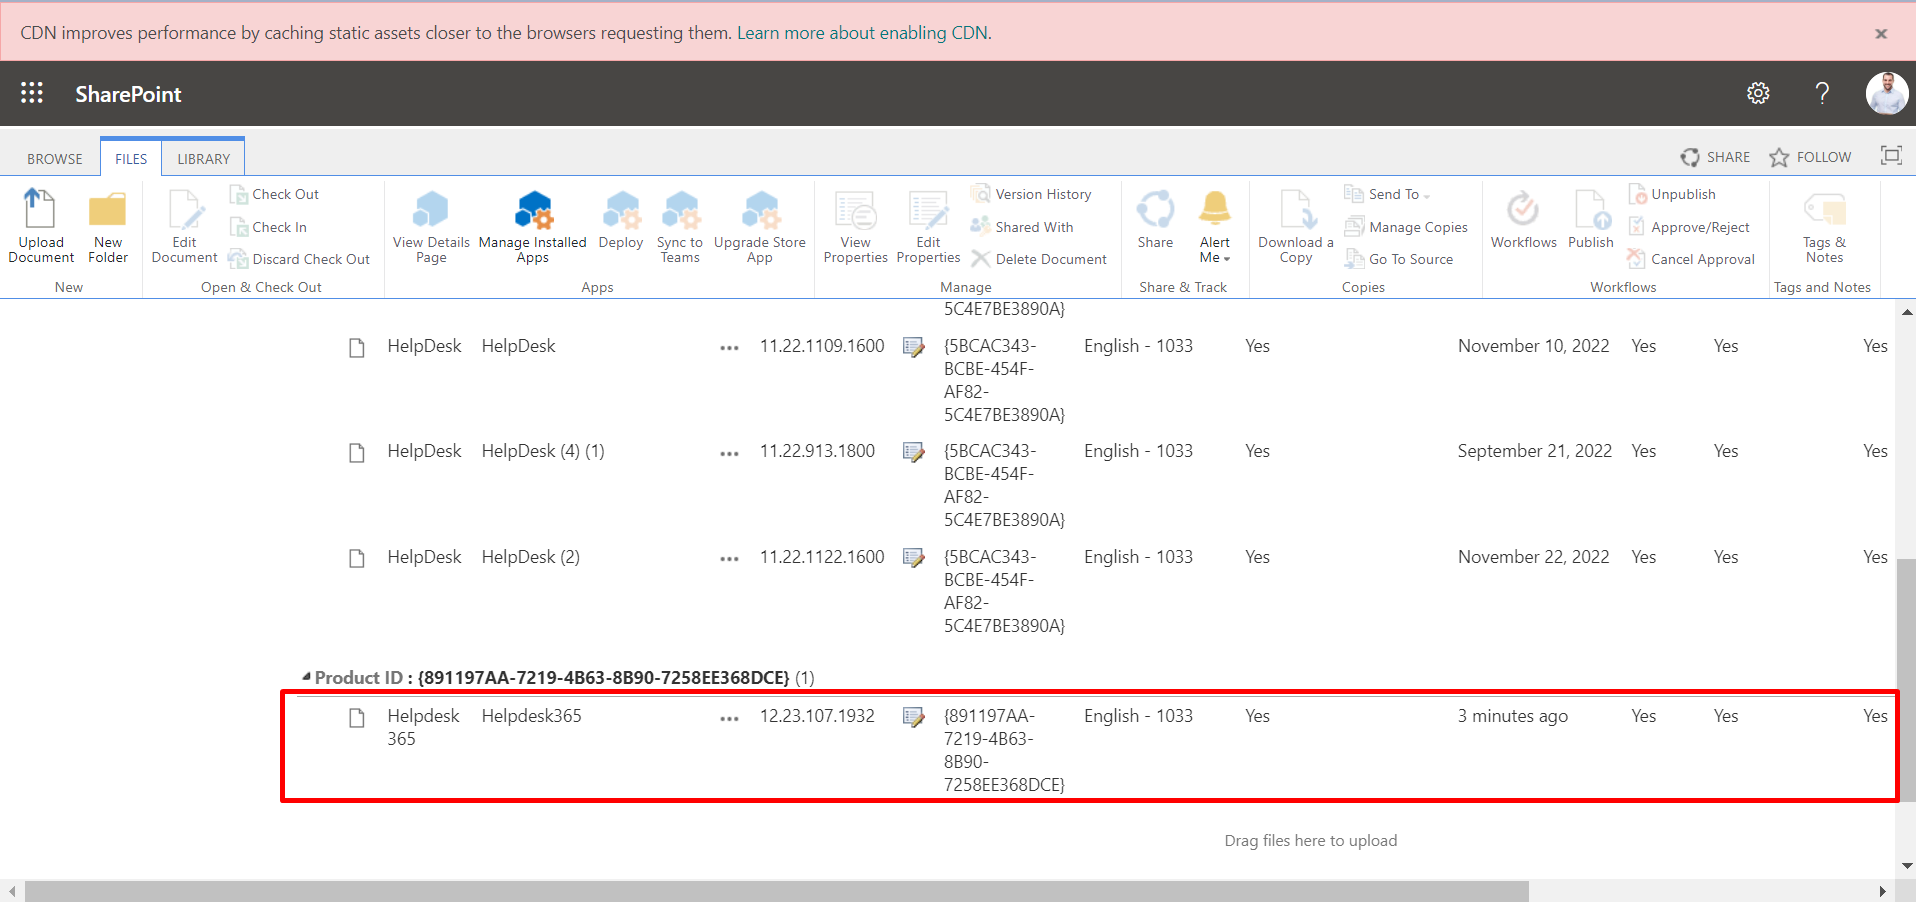 CDN improves performance by caching static assets closer to the browsers requesting them. Learn more about enabling CDN.
SharePoint
BROWSE FILES LIBRARY SHARE FOLLOW
Upload Document
New Folder
New
Edit Document
Check Out
Check In
Discard Check Out
Open & Check Out
View Details Page
Manage Installed Apps
Deploy
Sync to Teams
Upgrade Store App
Apps
View Properties
Edit Properties
Version History
Shared With
Delete Document
Manage
Share
Alert Me
Share & Track
Download a Copy
Send To
Manage Copies
Go To Source
Copies
Workflows
Publish
Unpublish
Approve/Reject
Cancel Approval
Workflows
Tags & Notes
Tags and Notes
5C4E7BE3890A}
HelpDesk HelpDesk ... 11.22.1109.1600 {5BCAC343- English - 1033 Yes November 10, 2022 Yes Yes Yes
BCBE-454F-
AF82-
5C4E7BE3890A}
HelpDesk HelpDesk (4) (1) ... 11.22.913.1800 {5BCAC343- English - 1033 Yes September 21, 2022 Yes Yes Yes
BCBE-454F-
AF82-
5C4E7BE3890A}
HelpDesk HelpDesk (2) ... 11.22.1122.1600 {5BCAC343- English - 1033 Yes November 22, 2022 Yes Yes Yes
BCBE-454F-
AF82-
5C4E7BE3890A}
Product ID : {891197AA-7219-4B63-8B90-7258EE368DCE} (1)
Helpdesk Helpdesk365 ... 12.23.107.1932 {891197AA- English - 1033 Yes 3 minutes ago Yes Yes Yes
365 7219-4B63-
8B90-
7258EE368DCE}
Drag files here to upload